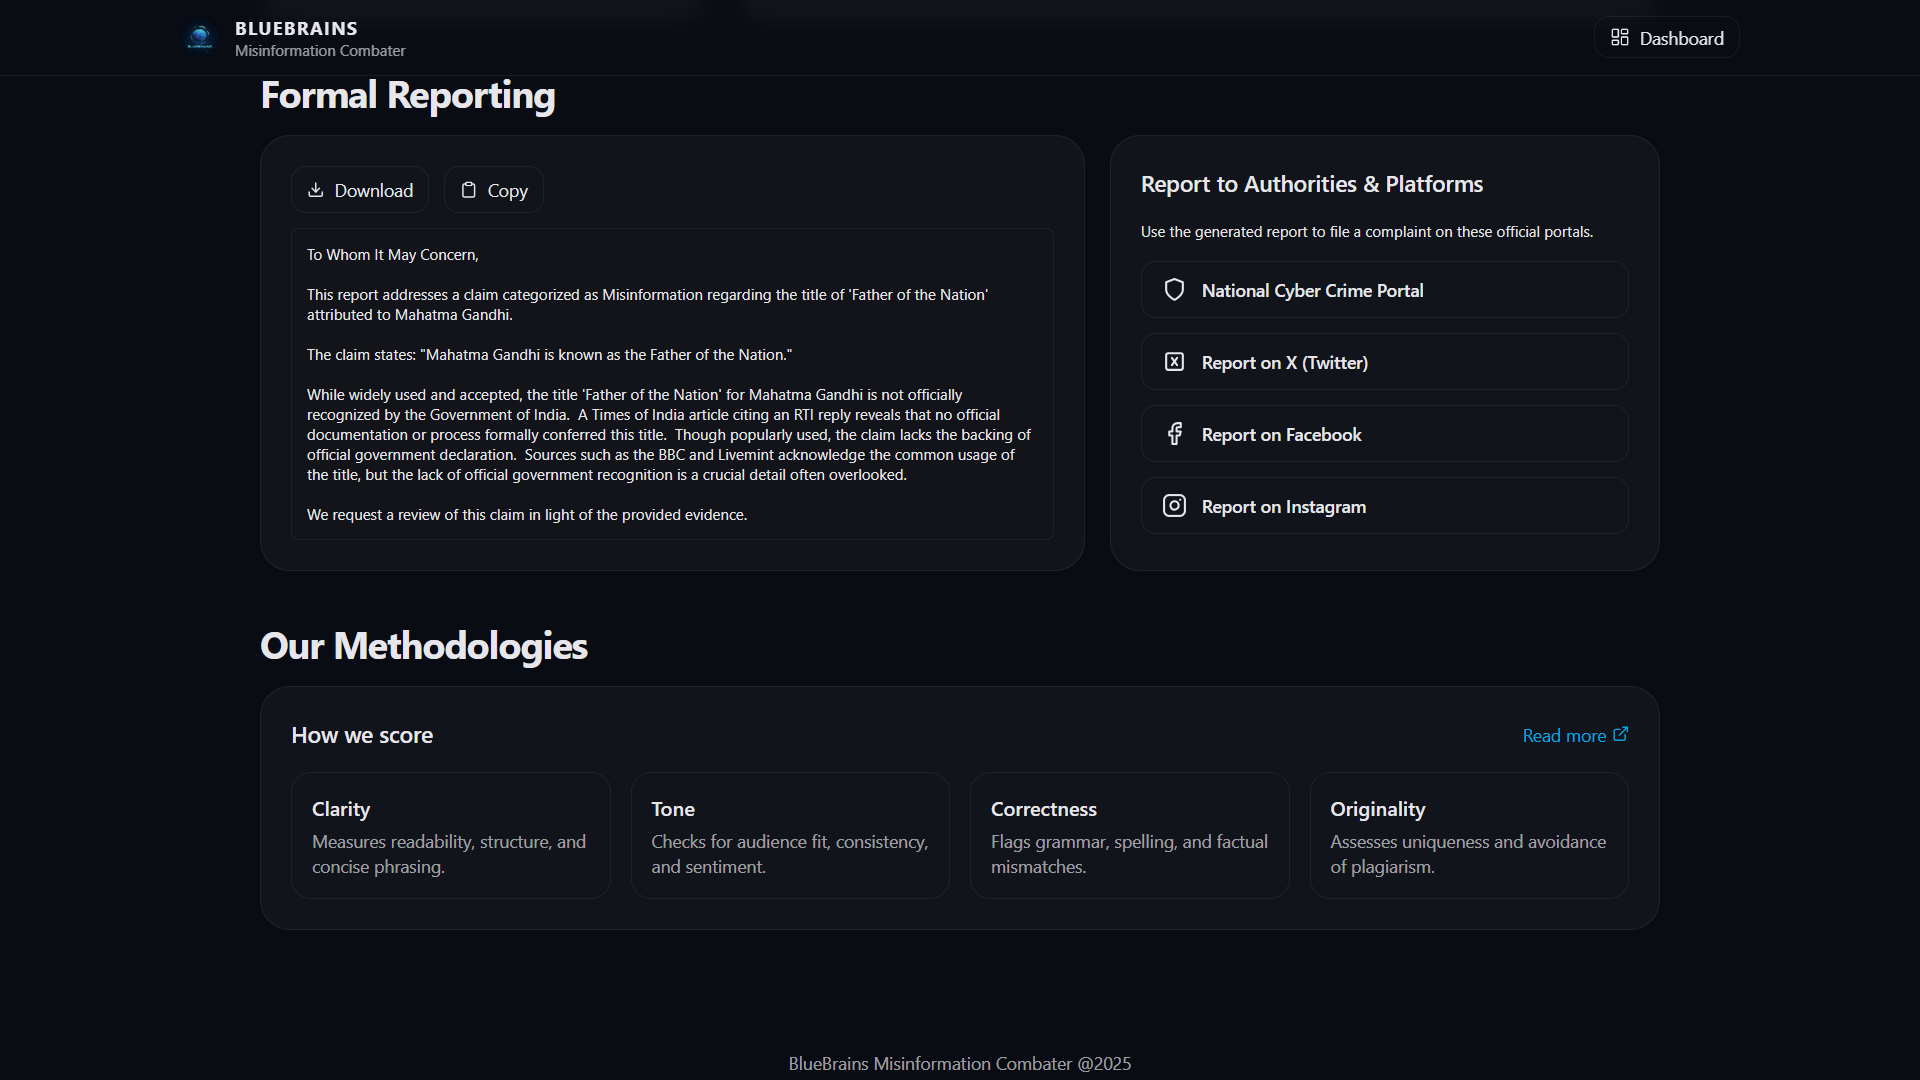 BLUEBRAINS
Misinformation Combater
Dashboard
Formal Reporting
Download
Copy
To Whom It May Concern,
This report addresses a claim categorized as Misinformation regarding the title of 'Father of the Nation'
attributed to Mahatma Gandhi.
The claim states: "Mahatma Gandhi is known as the Father of the Nation."
While widely used and accepted, the title 'Father of the Nation' for Mahatma Gandhi is not officially
recognized by the Government of India.  A Times of India article citing an RTI reply reveals that no official
documentation or process formally conferred this title.  Though popularly used, the claim lacks the backing of
official government declaration.  Sources such as the BBC and Livemint acknowledge the common usage of
the title, but the lack of official government recognition is a crucial detail often overlooked.
We request a review of this claim in light of the provided evidence.
Report to Authorities & Platforms
Use the generated report to file a complaint on these official portals.
National Cyber Crime Portal
Report on X (Twitter)
Report on Facebook
Report on Instagram
Our Methodologies
How we score
Read more
Clarity
Measures readability, structure, and
concise phrasing.
Tone
Checks for audience fit, consistency,
and sentiment.
Correctness
Flags grammar, spelling, and factual
mismatches.
Originality
Assesses uniqueness and avoidance
of plagiarism.
BlueBrains Misinformation Combater @2025